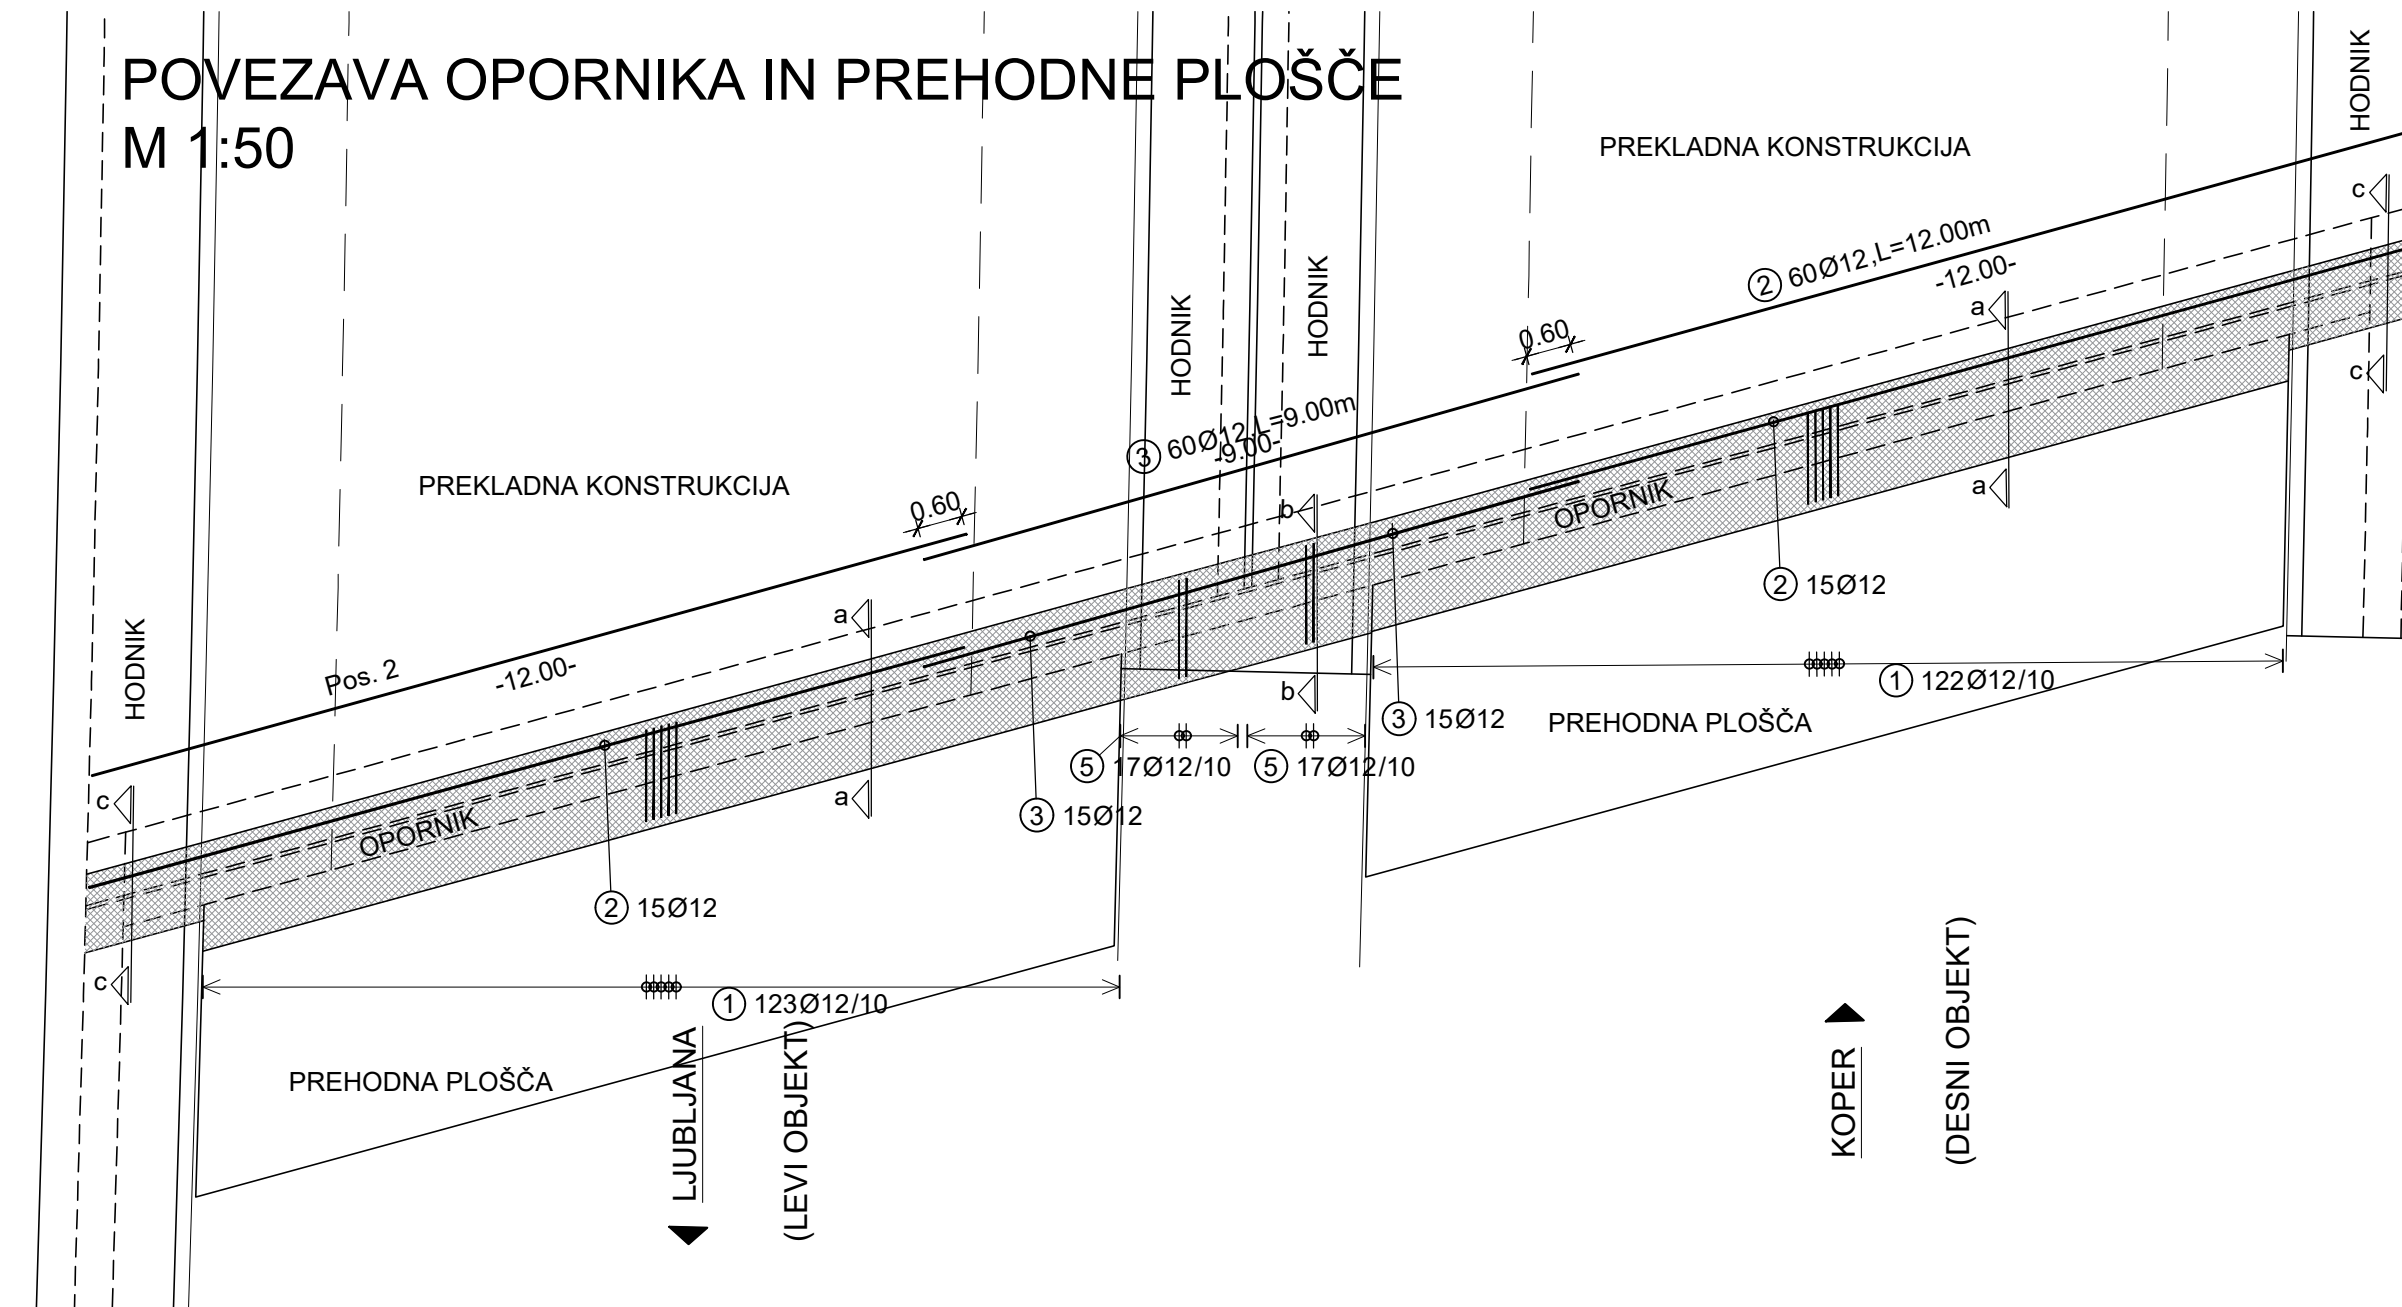 POVEZAVA OPORNIKA IN PREHODNE PLOŠČE
M 1:50
HODNIK
PREKLADNA KONSTRUKCIJA
c
2 60Ø12,L=12.00m
-12.00-
a
HODNIK
HODNIK
0.60
c
3 60Ø12,L=9.00m
-9.00-
PREKLADNA KONSTRUKCIJA
0.60
b
OPORNIK
a
2 15Ø12
a
HODNIK
Pos. 2
-12.00-
b
1 122Ø12/10
3 15Ø12
PREHODNA PLOŠČA
5 17Ø12/10
5 17Ø12/10
c
a
3 15Ø12
OPORNIK
2 15Ø12
c
1 123Ø12/10
PREHODNA PLOŠČA
LJUBLJANA
(LEVI OBJEKT)
KOPER
(DESNI OBJEKT)